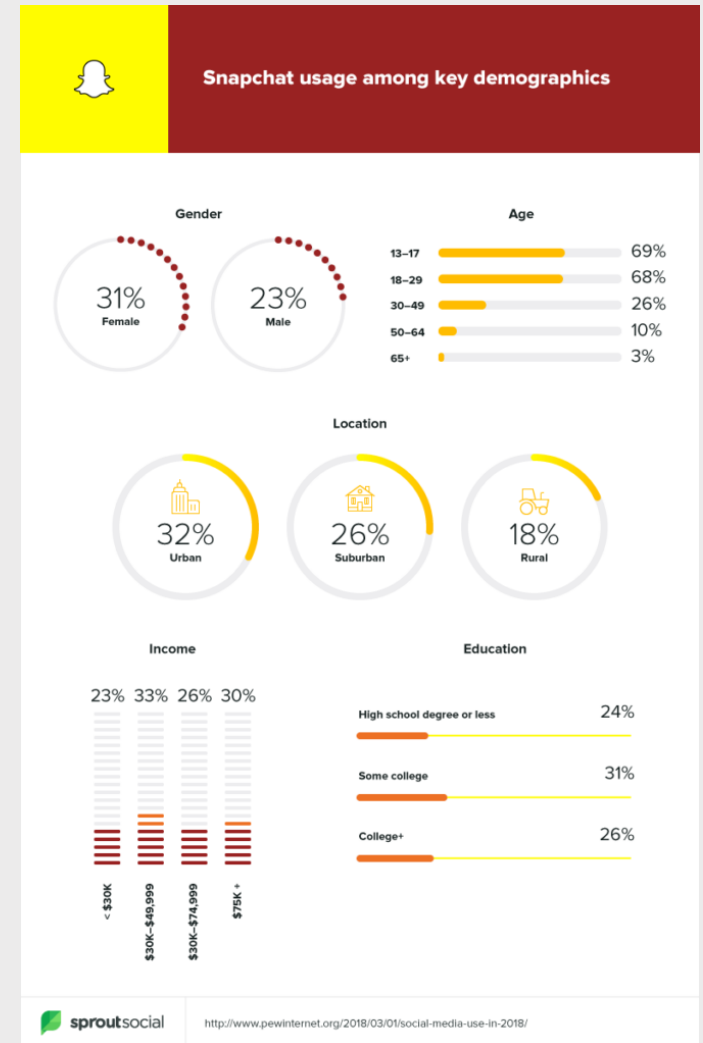 Snapchat usage among key demographics
Gender
31%
Female
23%
Male
Age
13–17 69%
18–29 68%
30–49 26%
50–64 10%
65+ 3%
Location
32%
Urban
26%
Suburban
18%
Rural
Income
23% 33% 26% 30%
< $30K
$30K–$49,999
$30K–$74,999
$75K +
Education
High school degree or less 24%
Some college 31%
College+ 26%
sproutsocial
http://www.pewinternet.org/2018/03/01/social-media-use-in-2018/